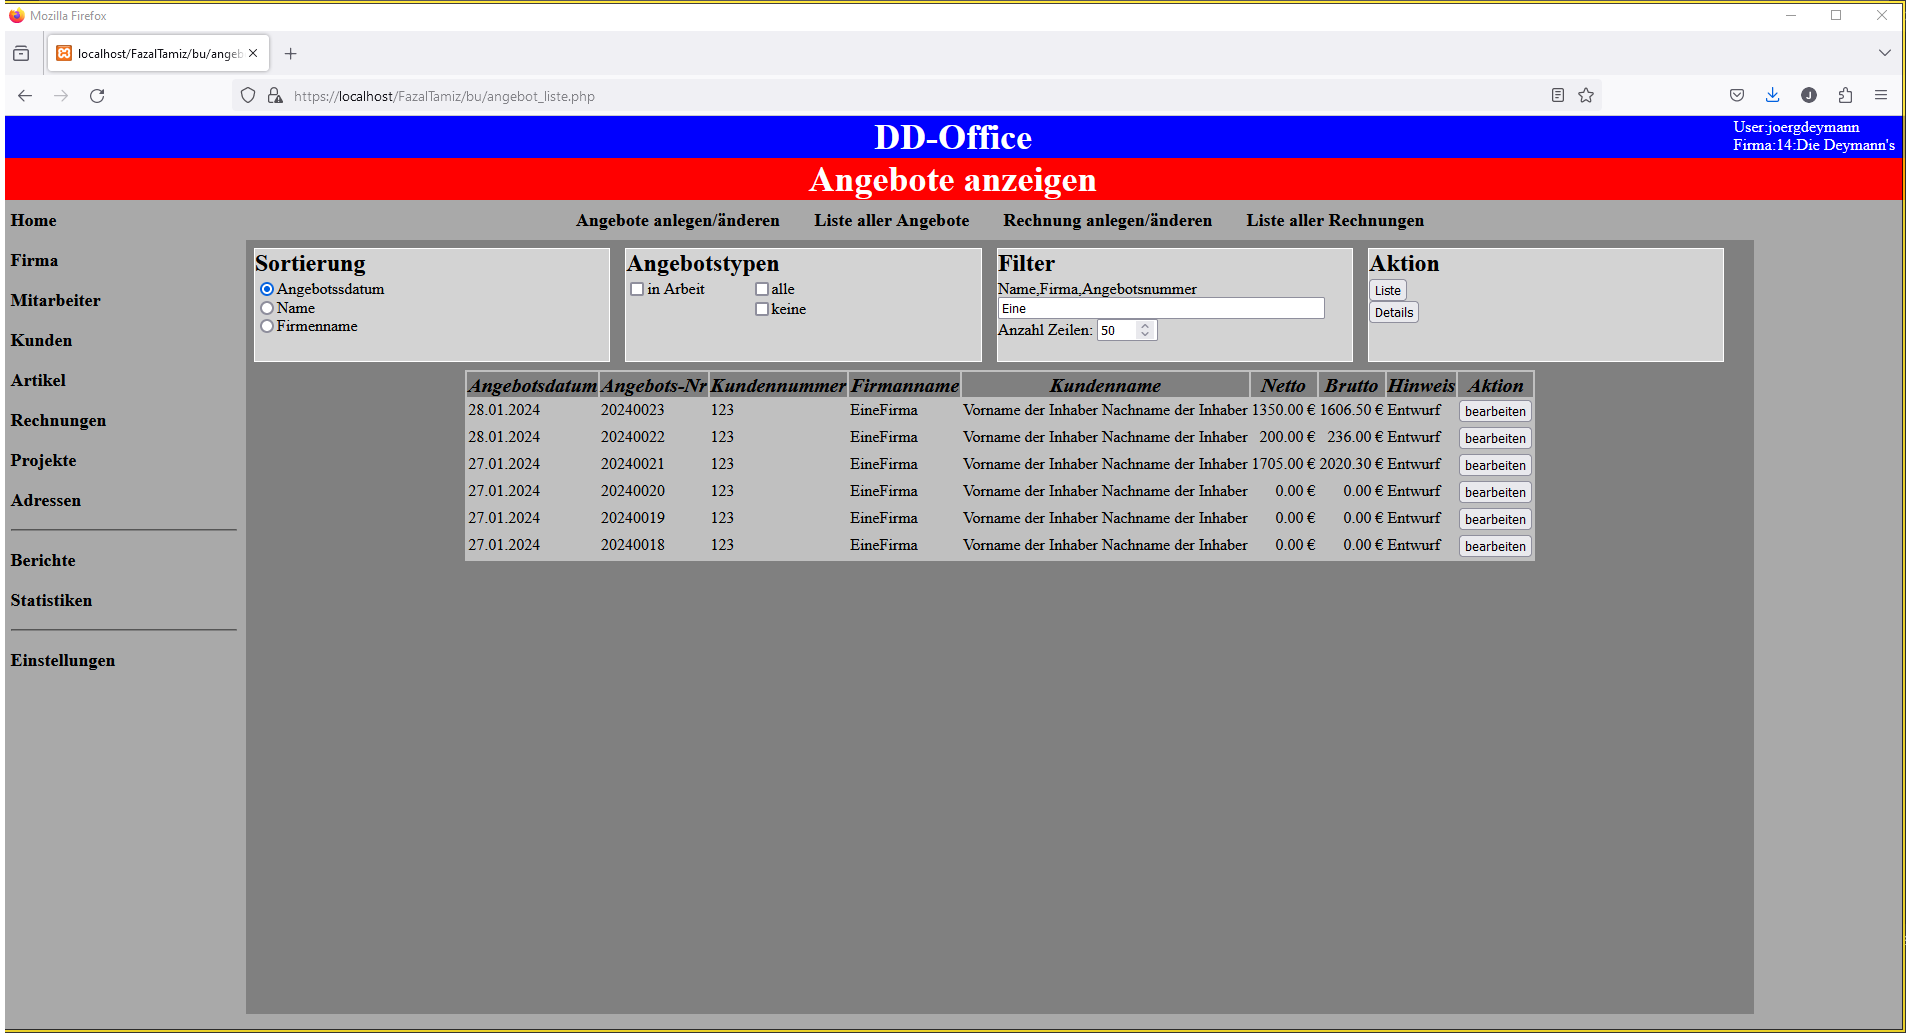 Mozilla Firefox
localhost/FazalTamiz/bu/angeb
https://localhost/FazalTamiz/bu/angebot_liste.php
DD-Office
User:joergdeymann
Firma:14:Die Deymann's
Angebote anzeigen
Home
Angebote anlegen/änderen Liste aller Angebote Rechnung anlegen/änderen Liste aller Rechnungen
Firma
Mitarbeiter
Kunden
Artikel
Rechnungen
Projekte
Adressen
Berichte
Statistiken
Einstellungen
Sortierung
Angebotssdatum
Name
Firmenname
Angebotstypen
in Arbeit alle
keine
Filter
Name,Firma,Angebotsnummer
Eine
Anzahl Zeilen: 50
Aktion
Liste
Details
Angebotsdatum Angebots-Nr Kundennummer Firmanname Kundenname Netto Brutto Hinweis Aktion
28.01.2024 20240023 123 EineFirma Vorname der Inhaber Nachname der Inhaber 1350.00 € 1606.50 € Entwurf bearbeiten
28.01.2024 20240022 123 EineFirma Vorname der Inhaber Nachname der Inhaber 200.00 € 236.00 € Entwurf bearbeiten
27.01.2024 20240021 123 EineFirma Vorname der Inhaber Nachname der Inhaber 1705.00 € 2020.30 € Entwurf bearbeiten
27.01.2024 20240020 123 EineFirma Vorname der Inhaber Nachname der Inhaber 0.00 € 0.00 € Entwurf bearbeiten
27.01.2024 20240019 123 EineFirma Vorname der Inhaber Nachname der Inhaber 0.00 € 0.00 € Entwurf bearbeiten
27.01.2024 20240018 123 EineFirma Vorname der Inhaber Nachname der Inhaber 0.00 € 0.00 € Entwurf bearbeiten